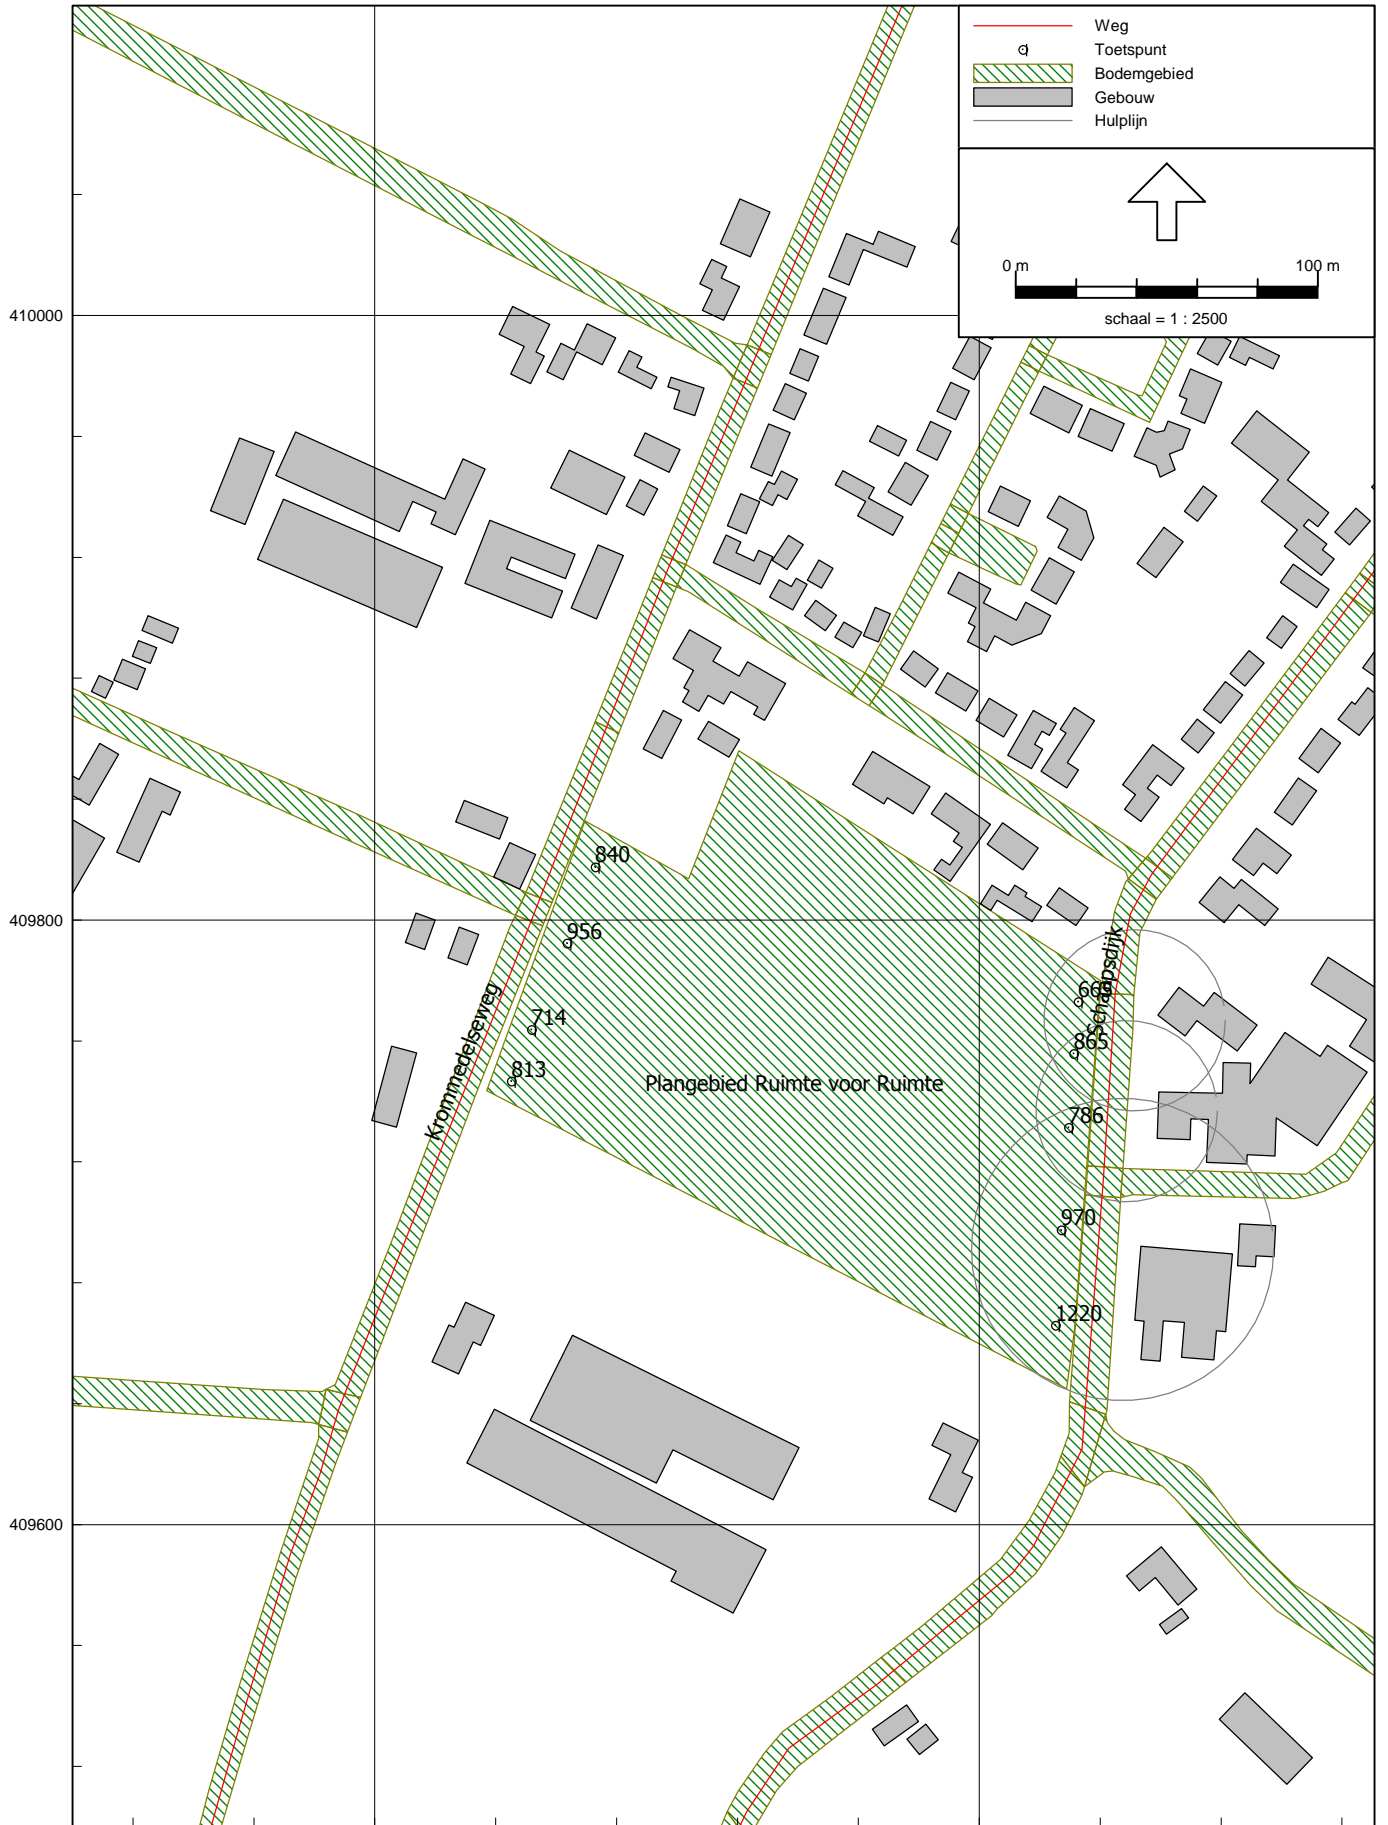 Weg
Toetspunt
Bodemgebied
Gebouw
Hulplijn
0 m 100 m
schaal = 1 : 2500
410000
840
409800
956
Schaapsdijk
Krommedelseweg
714
865
813
Plangebied Ruimte voor Ruimte
786
970
1220
409600